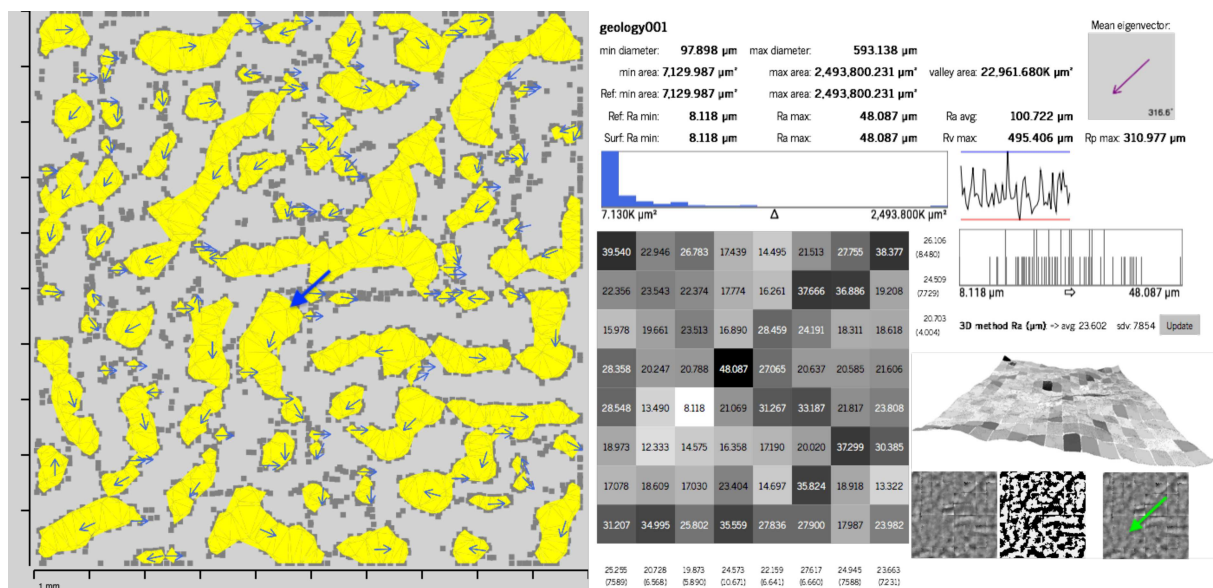 geology001
Mean eigenvector:
316.6°
min diameter: 97.898 µm max diameter: 593.138 µm
min area: 7,129.987 µm² max area: 2,493,800.231 µm² valley area: 22,961.680K µm²
Ref: min area: 7,129.987 µm² max area: 2,493,800.231 µm²
Ref: Ra min: 8.118 µm Ra max: 48.087 µm Ra avg: 100.722 µm
Surf: Ra min: 8.118 µm Ra max: 48.087 µm Rv max: 495.406 µm Rp max: 310.977 µm
7.130K µm² Δ 2,493.800K µm²
39.540 22.946 26.783 17.439 14.495 21.513 27.755 38.377 26.106
(8.480)
22.356 23.543 22.374 17.774 16.261 37.666 36.886 19.208 24.509
(7.729)
15.978 19.661 23.513 16.890 28.459 24.191 18.311 18.618 20.703
(4.004)
28.358 20.247 20.788 48.087 27.065 20.637 20.585 21.606
28.548 13.490 8.118 21.069 31.267 33.187 21.817 23.808
18.973 12.333 14.575 16.358 17.190 20.020 37.299 30.385
17.078 18.609 17.030 23.404 14.697 35.824 18.918 13.322
31.207 34.995 25.802 35.559 27.836 27.900 17.987 23.982
25.255 20.728 19.873 24.573 22.159 27.617 24.945 23.663
(7.589) (6.568) (5.890) (10.671) (6.641) (6.660) (7.588) (7.231)
8.118 µm ⇨ 48.087 µm
3D method Ra (µm): -> avg: 23.602 sdv: 7.854 Update
1 mm